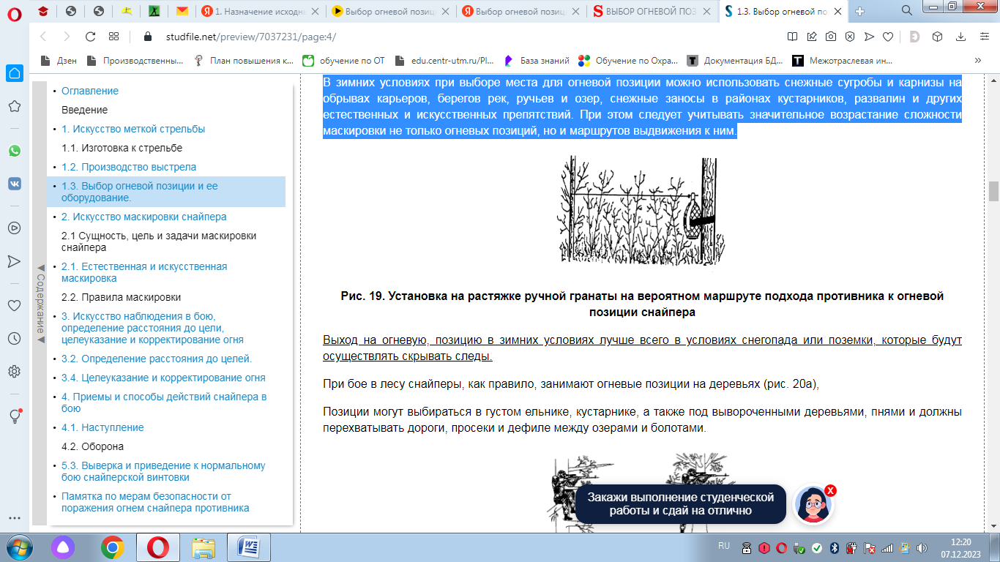 1. Назначение исходны
Выбор огневой позици
Выбор огневой позиц
ВЫБОР ОГНЕВОЙ ПОЗ
1.3. Выбор огневой по
studfile.net/preview/7037231/page:4/
Дзен
Производственны...
План повышения к...
обучение по ОТ
edu.centr-utm.ru/Pl...
База знаний
Обучение по Охра...
Документация БД...
Межотраслевая ин...
»
◀ Содержание ◀
• Оглавление
Введение
• 1. Искусство меткой стрельбы
1.1. Изготовка к стрельбе
• 1.2. Производство выстрела
• 1.3. Выбор огневой позиции и ее
оборудование.
• 2. Искусство маскировки снайпера
2.1 Сущность, цель и задачи маскировки
снайпера
• 2.1. Естественная и искусственная
маскировка
2.2. Правила маскировки
• 3. Искусство наблюдения в бою,
определение расстояния до цели,
целеуказание и корректирование огня
• 3.2. Определение расстояния до целей.
• 3.4. Целеуказание и корректирование огня
• 4. Приемы и способы действий снайпера в
бою
• 4.1. Наступление
4.2. Оборона
• 5.3. Выверка и приведение к нормальному
бою снайперской винтовки
• Памятка по мерам безопасности от
поражения огнем снайпера противника
В зимних условиях при выборе места для огневой позиции можно использовать снежные сугробы и карнизы на
обрывах карьеров, берегов рек, ручьев и озер, снежные заносы в районах кустарников, развалин и других
естественных и искусственных препятствий. При этом следует учитывать значительное возрастание сложности
маскировки не только огневых позиций, но и маршрутов выдвижения к ним.
Рис. 19. Установка на растяжке ручной гранаты на вероятном маршруте подхода противника к огневой
позиции снайпера
Выход на огневую, позицию в зимних условиях лучше всего в условиях снегопада или поземки, которые будут
осуществлять скрывать следы.
При бое в лесу снайперы, как правило, занимают огневые позиции на деревьях (рис. 20а),
Позиции могут выбираться в густом ельнике, кустарнике, а также под вывороченными деревьями, пнями и должны
перехватывать дороги, просеки и дефиле между озерами и болотами.
Закажи выполнение студенческой
работы и сдай на отлично
X
RU
12:20
07.12.2023